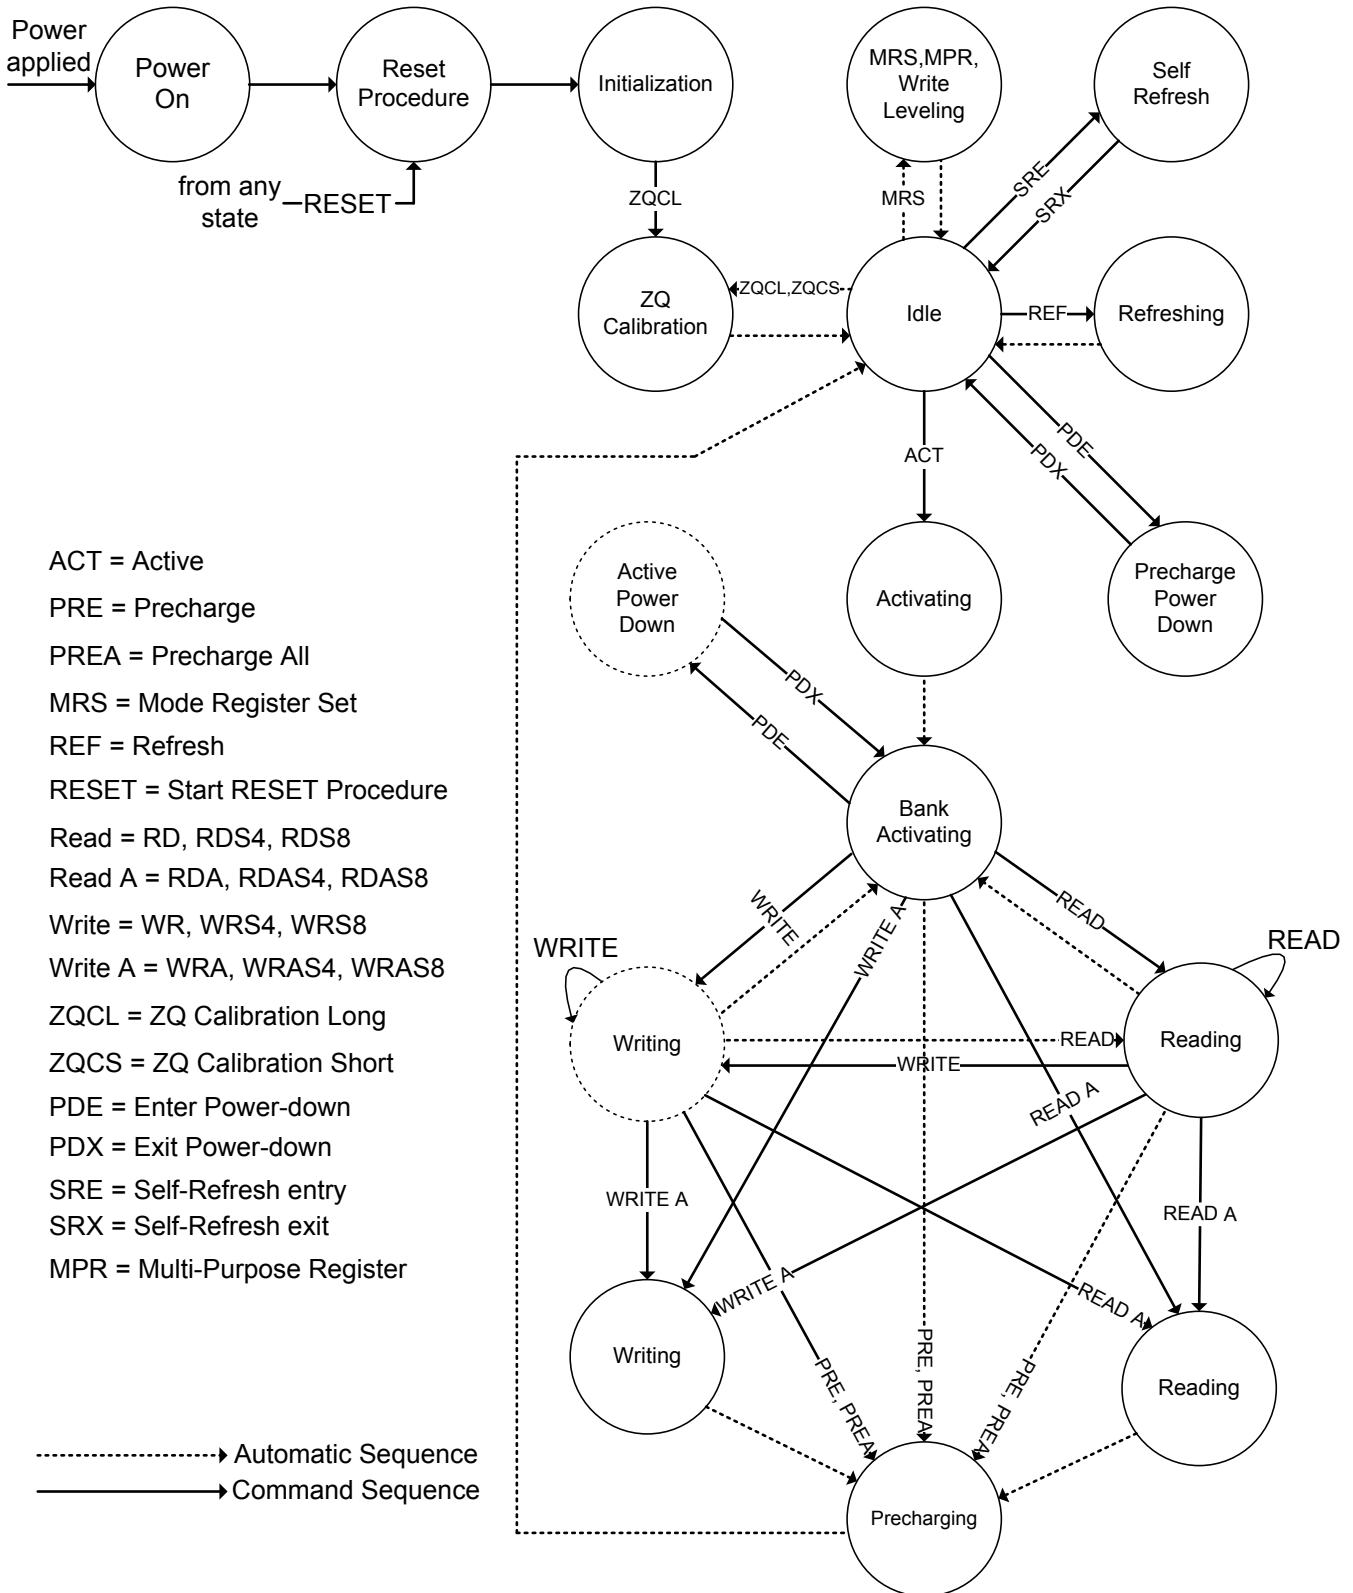 Power
applied
Power
On
Reset
Procedure
Initialization
MRS,MPR,
Write
Leveling
Self
Refresh
from any
state
RESET
ZQCL
MRS
SRE
SRX
ZQ
Calibration
ZQCL,ZQCS
Idle
REF
Refreshing
ACT
PDE
PDX
Active
Power
Down
Activating
Precharge
Power
Down
PDX
PDE
Bank
Activating
ACT = Active
PRE = Precharge
PREA = Precharge All
MRS = Mode Register Set
REF = Refresh
RESET = Start RESET Procedure
Read = RD, RDS4, RDS8
Read A = RDA, RDAS4, RDAS8
Write = WR, WRS4, WRS8
Write A = WRA, WRAS4, WRAS8
ZQCL = ZQ Calibration Long
ZQCS = ZQ Calibration Short
PDE = Enter Power-down
PDX = Exit Power-down
SRE = Self-Refresh entry
SRX = Self-Refresh exit
MPR = Multi-Purpose Register
WRITE
WRITE A
READ
WRITE
READ
Writing
READ
Reading
WRITE
READ A
WRITE A
READ A
WRITE A
READ A
Writing
PRE, PREA
PRE, PREA
PRE, PREA
Reading
Precharging
Automatic Sequence
Command Sequence